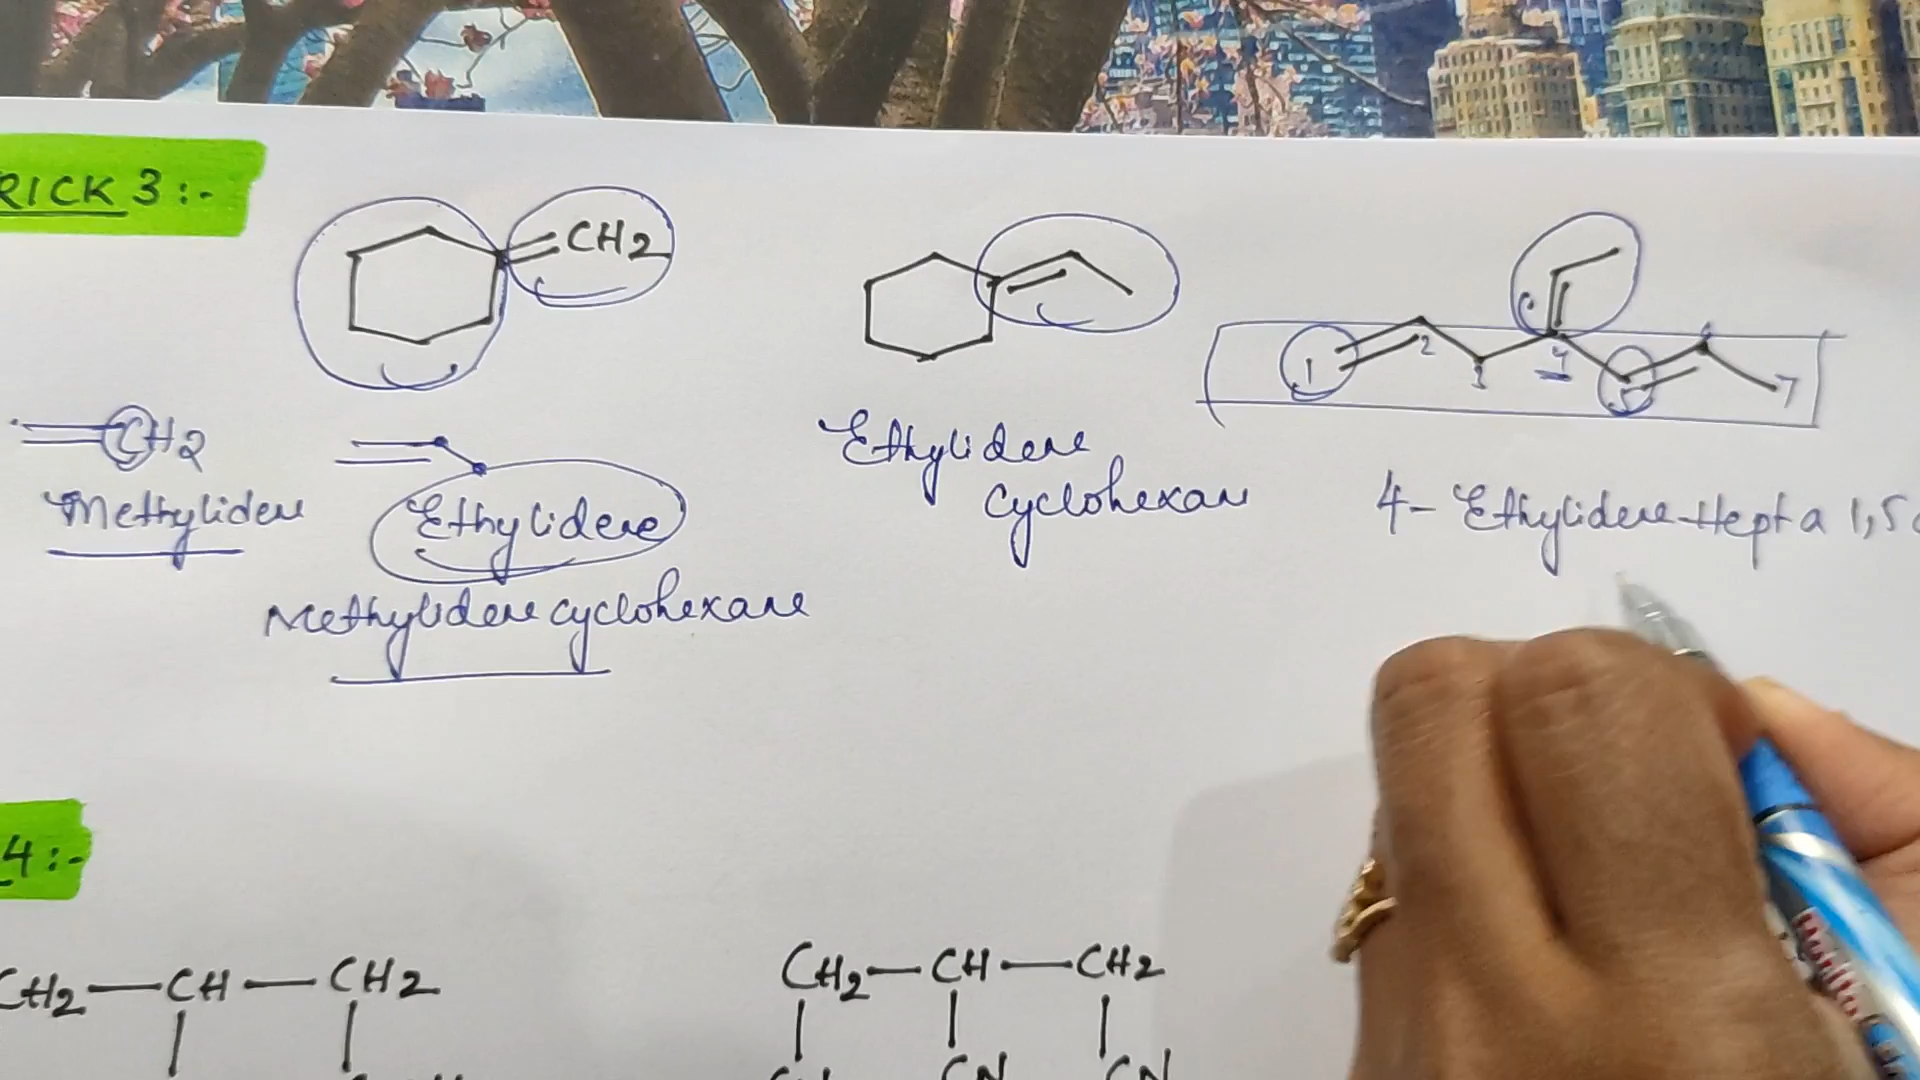 RICK 3:-
CH2
1
2
3
4
5
6
7
CH2
Methylidene
Ethylidene
Methylidene cyclohexane
Ethylidene
cyclohexane
4- Ethylidene Hepta 1,5
4:-
CH2—CH—CH2
CH2—CH—CH2
CN CN